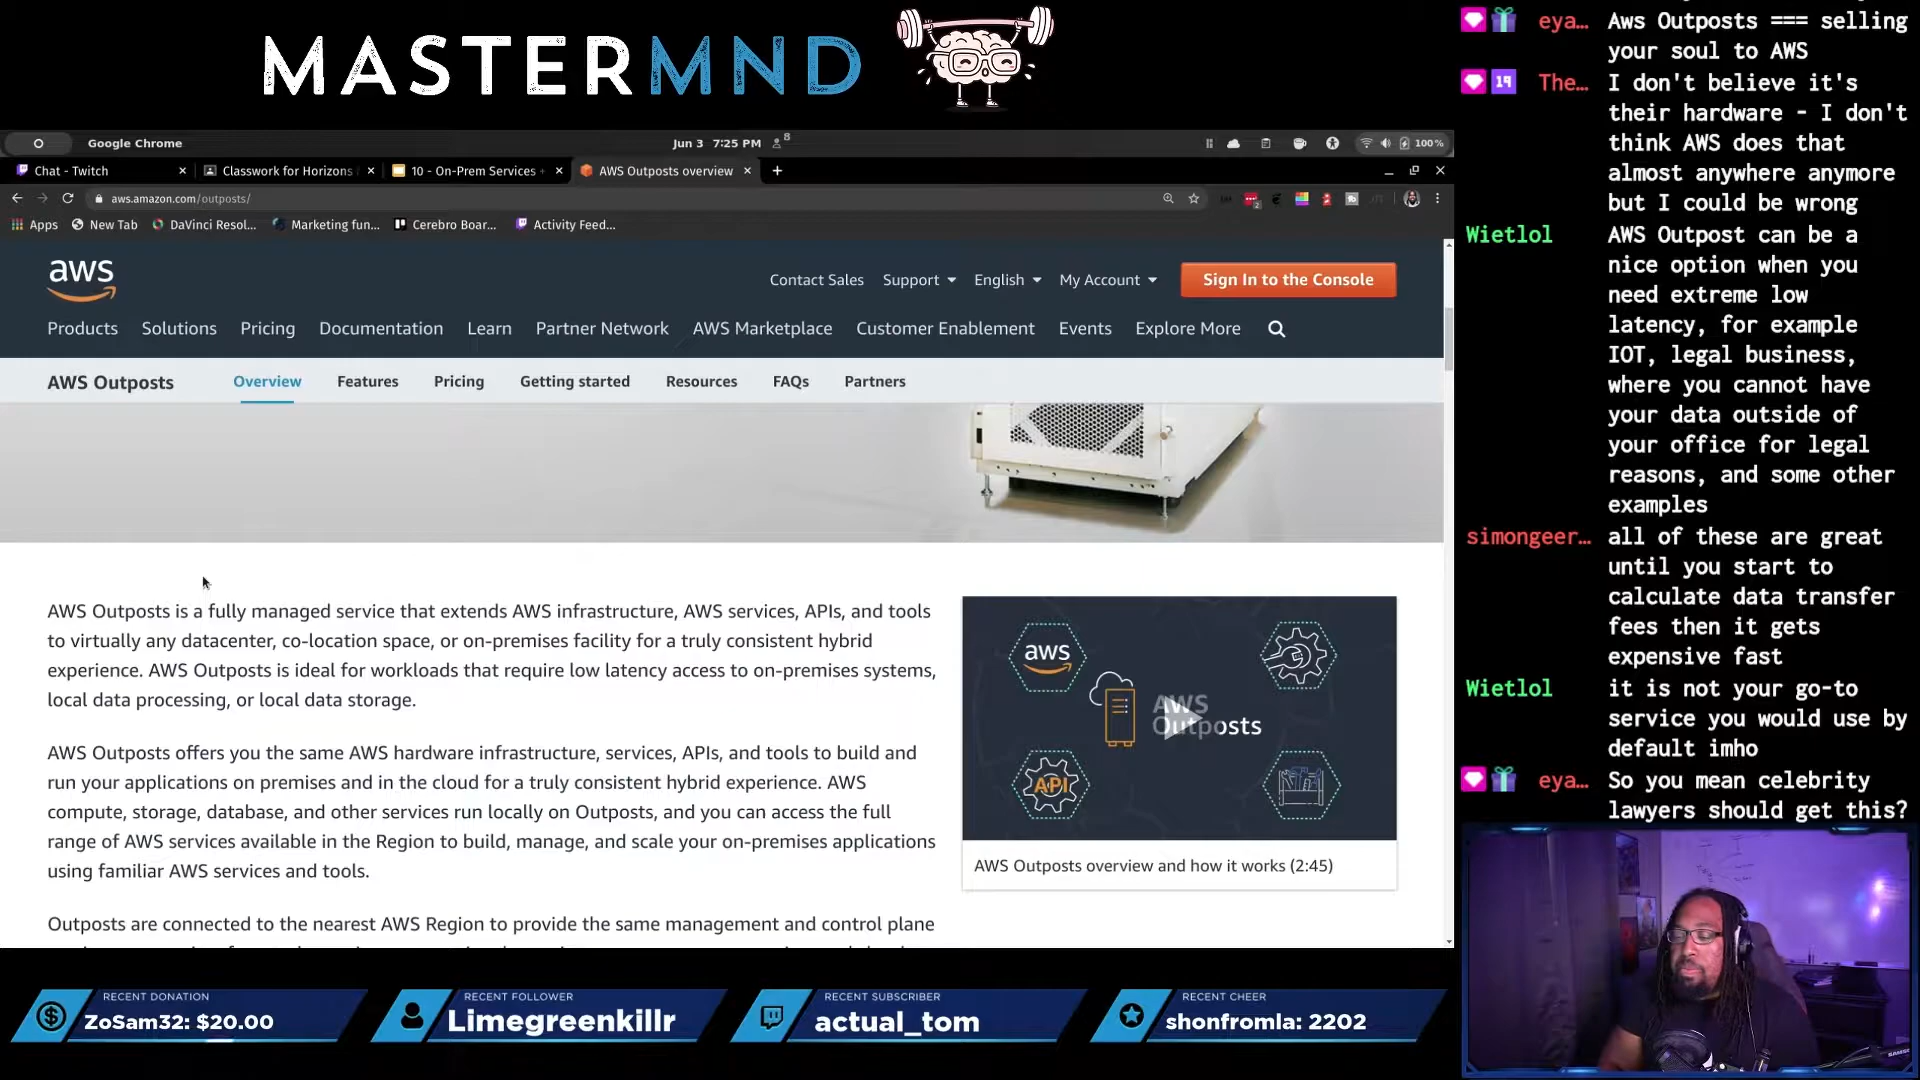 MASTERMND
Google Chrome
Jun 3 7:25 PM
8
100%
Chat - Twitch
Classwork for Horizons
10 - On-Prem Services
AWS Outposts overview
aws.amazon.com/outposts/
Apps
New Tab
DaVinci Resol...
Marketing fun...
Cerebro Boar...
Activity Feed...
aws
Contact Sales
Support
English
My Account
Sign In to the Console
Products
Solutions
Pricing
Documentation
Learn
Partner Network
AWS Marketplace
Customer Enablement
Events
Explore More
AWS Outposts
Overview
Features
Pricing
Getting started
Resources
FAQs
Partners
AWS Outposts is a fully managed service that extends AWS infrastructure, AWS services, APIs, and tools
to virtually any datacenter, co-location space, or on-premises facility for a truly consistent hybrid
experience. AWS Outposts is ideal for workloads that require low latency access to on-premises systems,
local data processing, or local data storage.
AWS Outposts offers you the same AWS hardware infrastructure, services, APIs, and tools to build and
run your applications on premises and in the cloud for a truly consistent hybrid experience. AWS
compute, storage, database, and other services run locally on Outposts, and you can access the full
range of AWS services available in the Region to build, manage, and scale your on-premises applications
using familiar AWS services and tools.
Outposts are connected to the nearest AWS Region to provide the same management and control plane
aws
AWS
Outposts
API
AWS Outposts overview and how it works (2:45)
eya... Aws Outposts === selling
your soul to AWS
19 The... I don't believe it's
their hardware - I don't
think AWS does that
almost anywhere anymore
but I could be wrong
Wietlol AWS Outpost can be a
nice option when you
need extreme low
latency, for example
IOT, legal business,
where you cannot have
your data outside of
your office for legal
reasons, and some other
examples
simongeer... all of these are great
until you start to
calculate data transfer
fees then it gets
expensive fast
Wietlol it is not your go-to
service you would use by
default imho
eya... So you mean celebrity
lawyers should get this?
RECENT DONATION
ZoSam32: $20.00
RECENT FOLLOWER
Limegreenkillr
RECENT SUBSCRIBER
actual_tom
RECENT CHEER
shonfromla: 2202